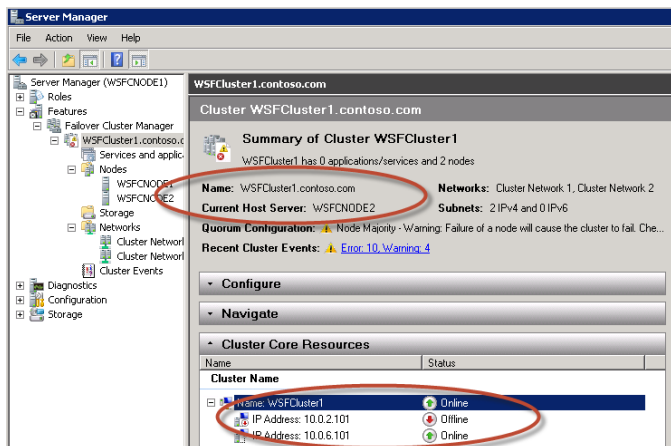 Server Manager
File Action View Help
Server Manager (WSFCNODE1)
Roles
Features
Failover Cluster Manager
WSFCluster1.contoso.c
Services and applic
Nodes
WSFCNODE1
WSFCNODE2
Storage
Networks
Cluster Networl
Cluster Networl
Cluster Events
Diagnostics
Configuration
Storage
WSFCluster1.contoso.com
Cluster WSFCluster1.contoso.com
Summary of Cluster WSFCluster1
WSFCluster1 has 0 applications/services and 2 nodes
Name: WSFCluster1.contoso.com Networks: Cluster Network 1, Cluster Network 2
Current Host Server: WSFCNODE2 Subnets: 2 IPv4 and 0 IPv6
Quorum Configuration: Node Majority - Warning: Failure of a node will cause the cluster to fail. Che...
Recent Cluster Events: Error: 10, Warning: 4
Configure
Navigate
Cluster Core Resources
Name Status
Cluster Name
Name: WSFCluster1 Online
IP Address: 10.0.2.101 Offline
IP Address: 10.0.6.101 Online